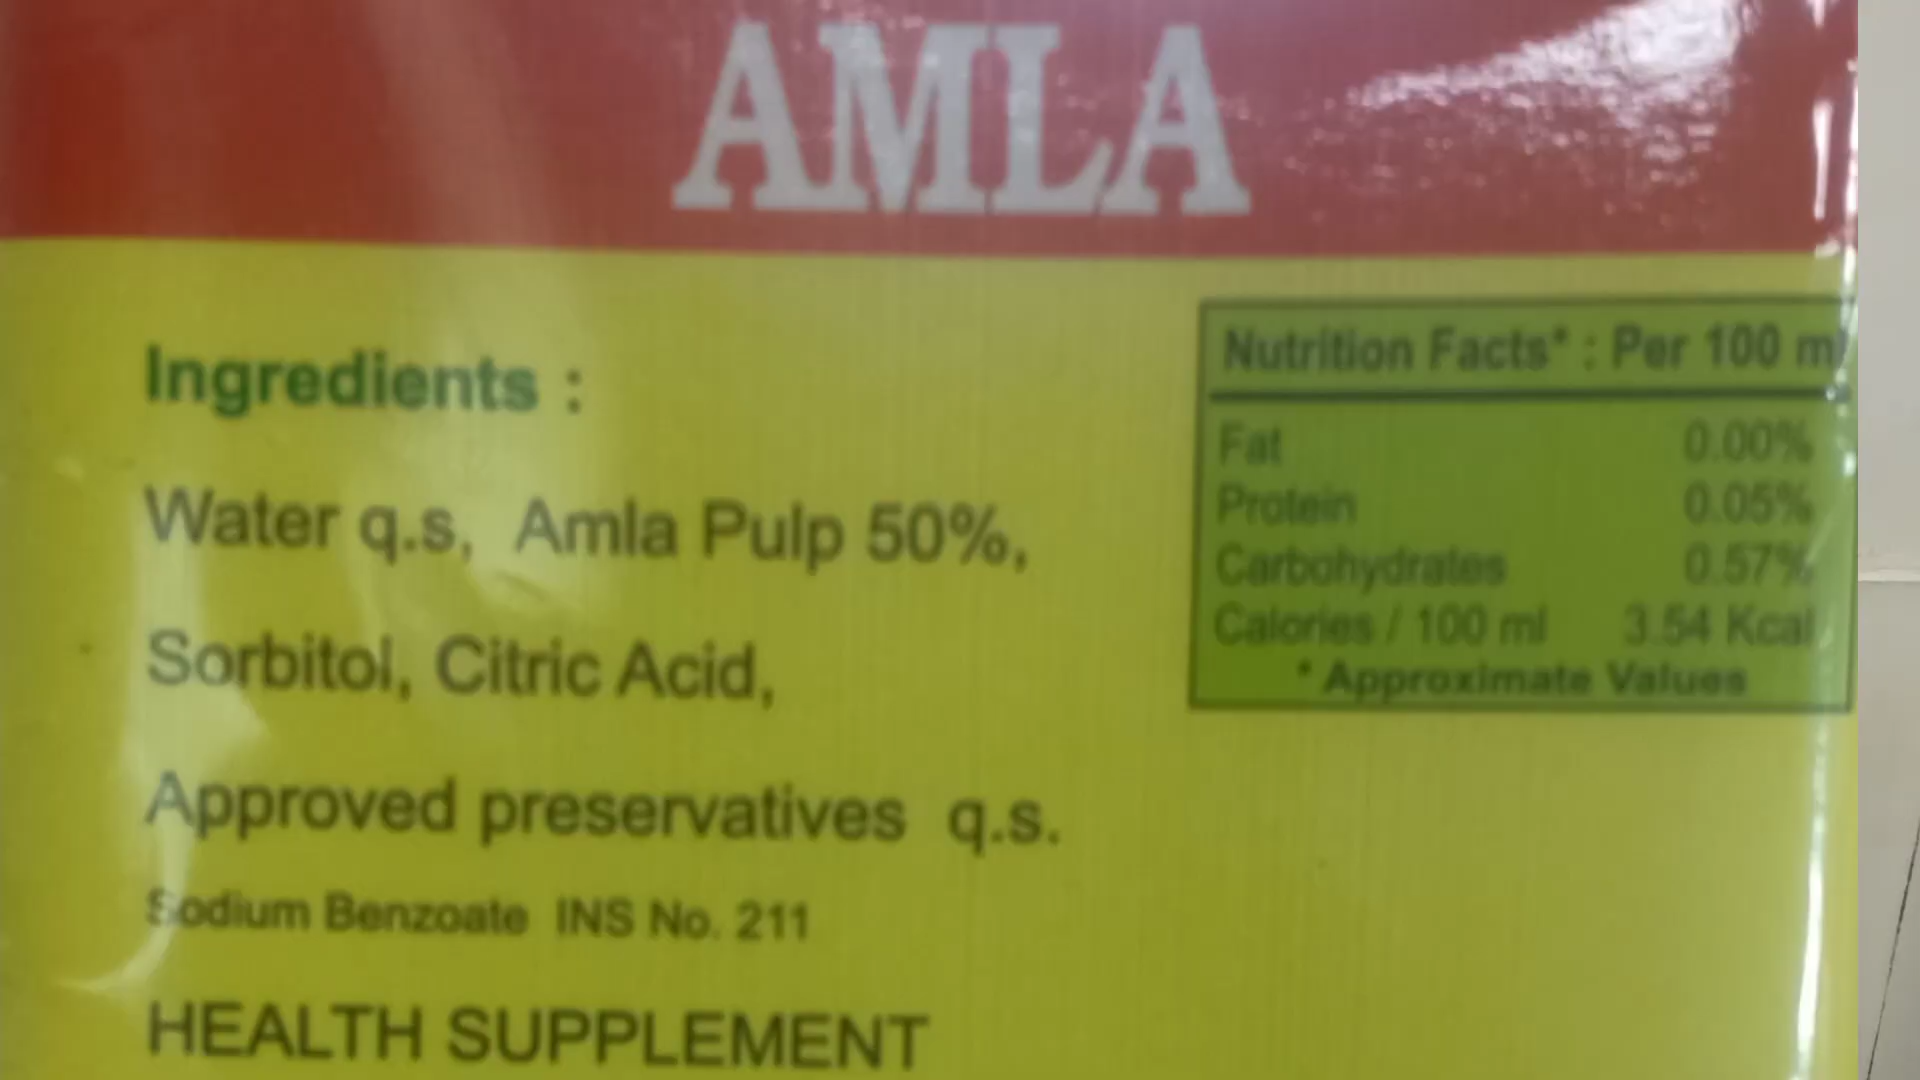 AMLA
Ingredients :
Water q.s, Amla Pulp 50%,
Sorbitol, Citric Acid,
Approved preservatives q.s.
Sodium Benzoate INS No. 211
HEALTH SUPPLEMENT
Nutrition Facts* : Per 100 ml
Fat 0.00%
Protein 0.05%
Carbohydrates 0.57%
Calories / 100 ml 3.54 Kcal
* Approximate Values